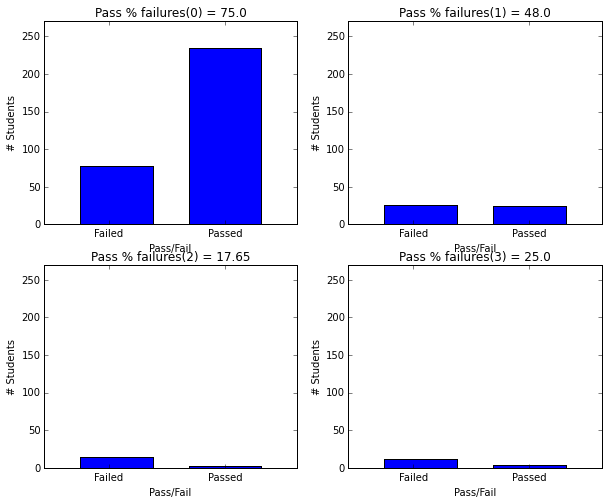 Pass % failures(0) = 75.0
250
200
150
100
50
0
# Students
Failed Passed
Pass/Fail
Pass % failures(1) = 48.0
250
200
150
100
50
0
# Students
Failed Passed
Pass/Fail
Pass % failures(2) = 17.65
250
200
150
100
50
0
# Students
Failed Passed
Pass/Fail
Pass % failures(3) = 25.0
250
200
150
100
50
0
# Students
Failed Passed
Pass/Fail